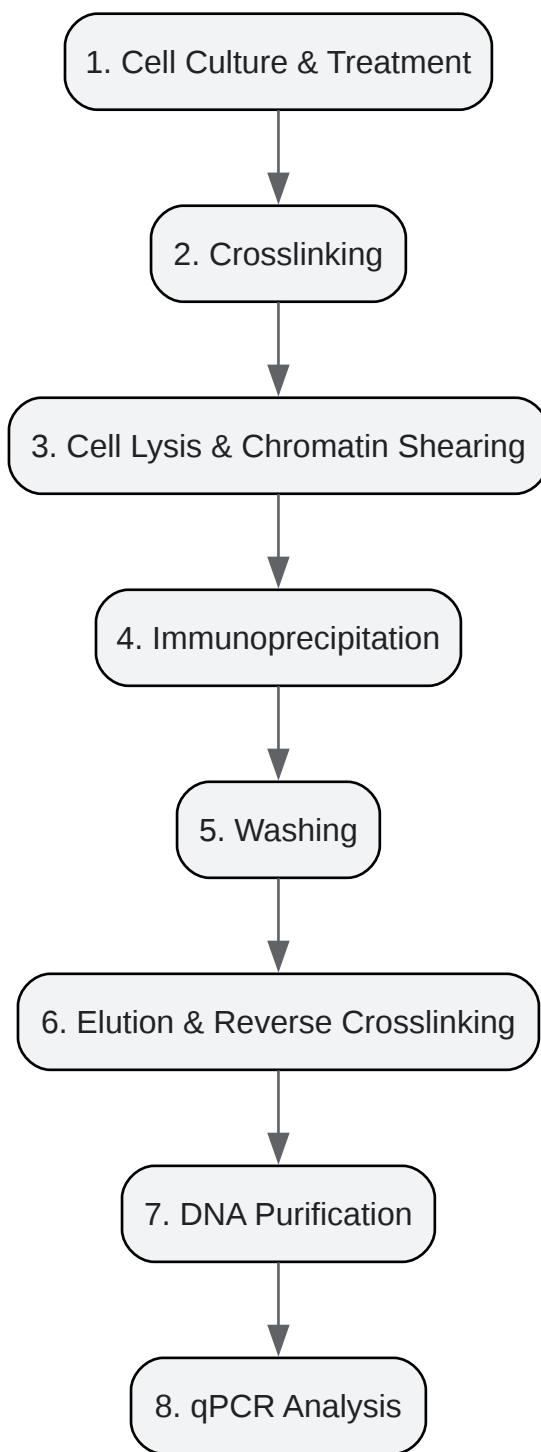 1. Cell Culture & Treatment
2. Crosslinking
3. Cell Lysis & Chromatin Shearing
4. Immunoprecipitation
5. Washing
6. Elution & Reverse Crosslinking
7. DNA Purification
8. qPCR Analysis